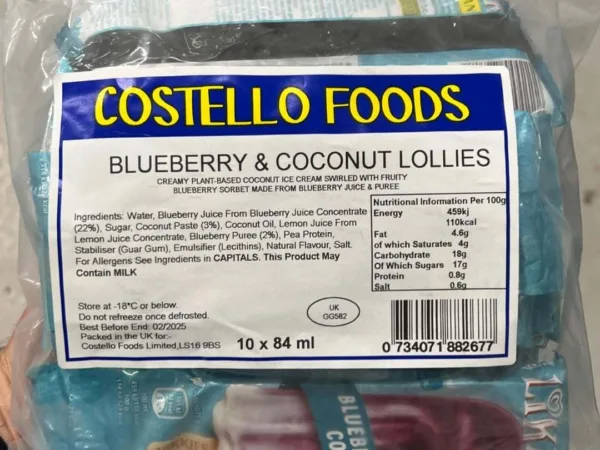 COSTELLO FOODS
BLUEBERRY & COCONUT LOLLIES
CREAMY PLANT-BASED COCONUT ICE CREAM SWIRLED WITH FRUITY
BLUEBERRY SORBET MADE FROM BLUEBERRY JUICE & PUREE
Ingredients: Water, Blueberry Juice From Blueberry Juice Concentrate
(22%), Sugar, Coconut Paste (3%), Coconut Oil, Lemon Juice From
Lemon Juice Concentrate, Blueberry Puree (2%), Pea Protein,
Stabiliser (Guar Gum), Emulsifier (Lecithins), Natural Flavour, Salt.
For Allergens See Ingredients in CAPITALS. This Product May
Contain MILK
Nutritional Information Per 100g
Energy 459kj
110kcal
Fat 4.6g
of which Saturates 4g
Carbohydrate 18g
Of Which Sugars 17g
Protein 0.8g
Salt 0.6g
Store at -18°C or below.
Do not refreeze once defrosted.
Best Before End: 02/2025
Packed in the UK for:-
Costello Foods Limited,LS16 9BS
10 x 84 ml
UK
GG582
0 734071 882677
BLUEB
CO
LIK